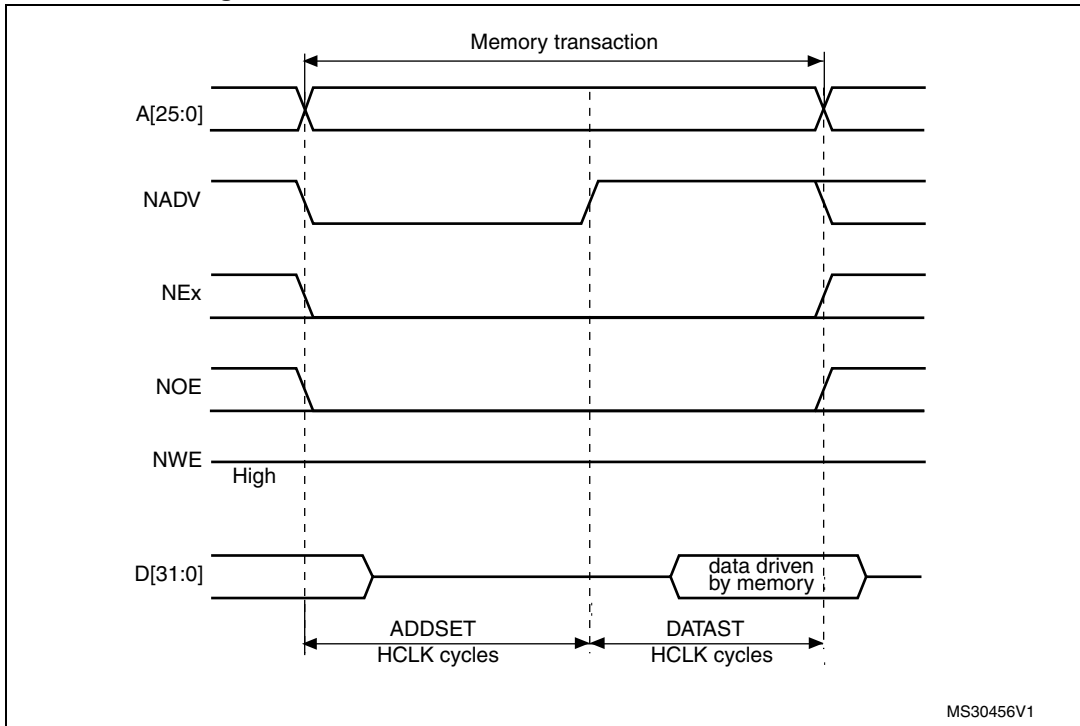 Memory transaction
A[25:0]
NADV
NEx
NOE
NWE
High
D[31:0]
data driven
by memory
ADDSET
HCLK cycles
DATAST
HCLK cycles
MS30456V1